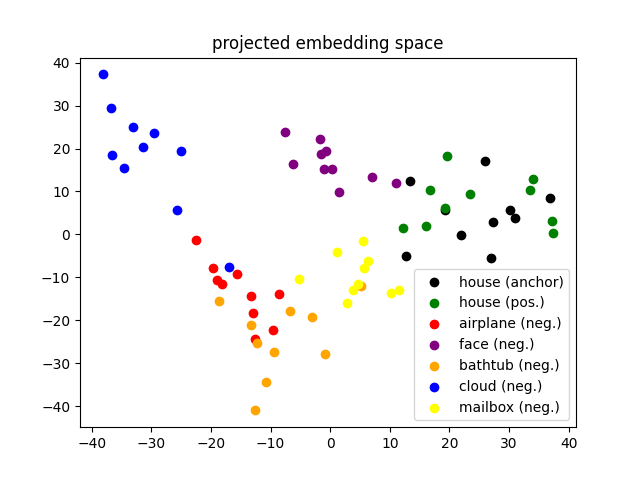 projected embedding space
40
30
20
10
0
−10
−20
−30
−40
−40 −30 −20 −10 0 10 20 30 40
house (anchor)
house (pos.)
airplane (neg.)
face (neg.)
bathtub (neg.)
cloud (neg.)
mailbox (neg.)